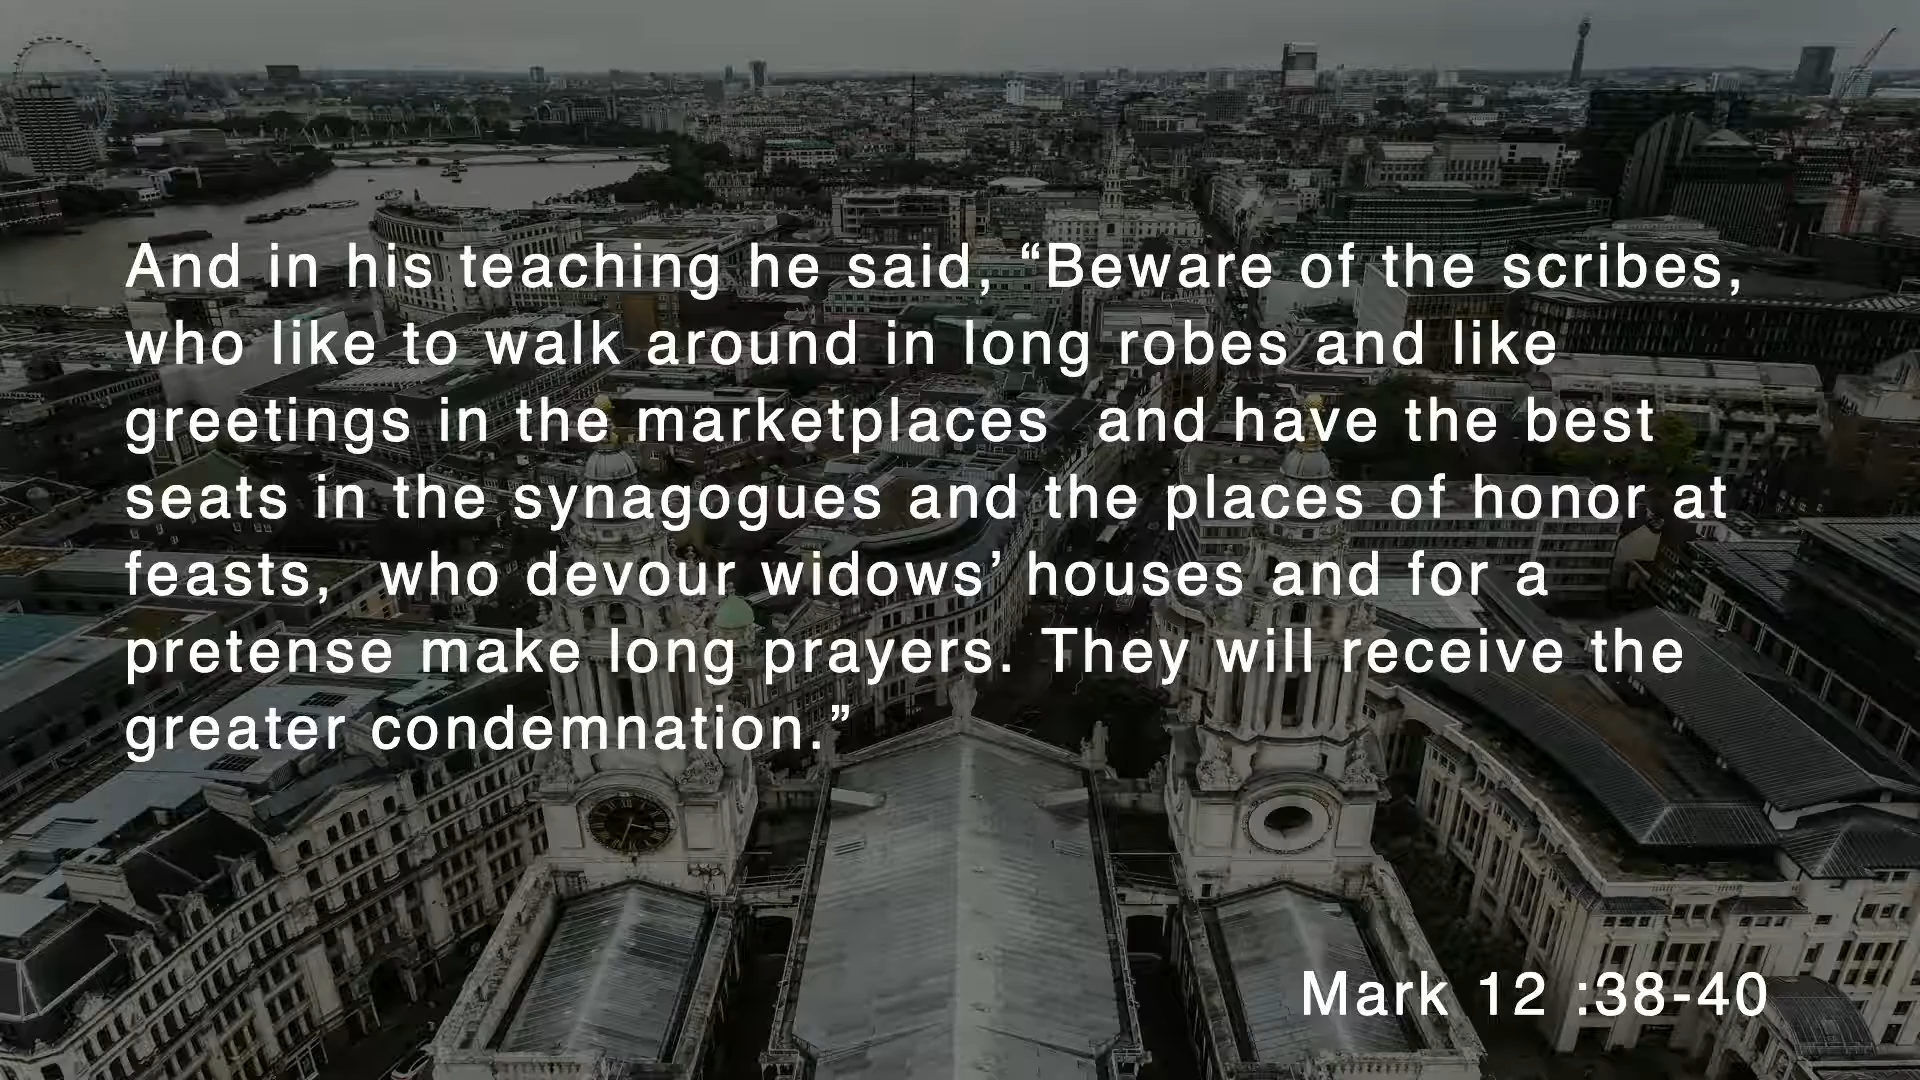 And in his teaching he said, “Beware of the scribes,
who like to walk around in long robes and like
greetings in the marketplaces  and have the best
seats in the synagogues and the places of honor at
feasts,  who devour widows’ houses and for a
pretense make long prayers. They will receive the
greater condemnation.”
Mark 12 :38-40